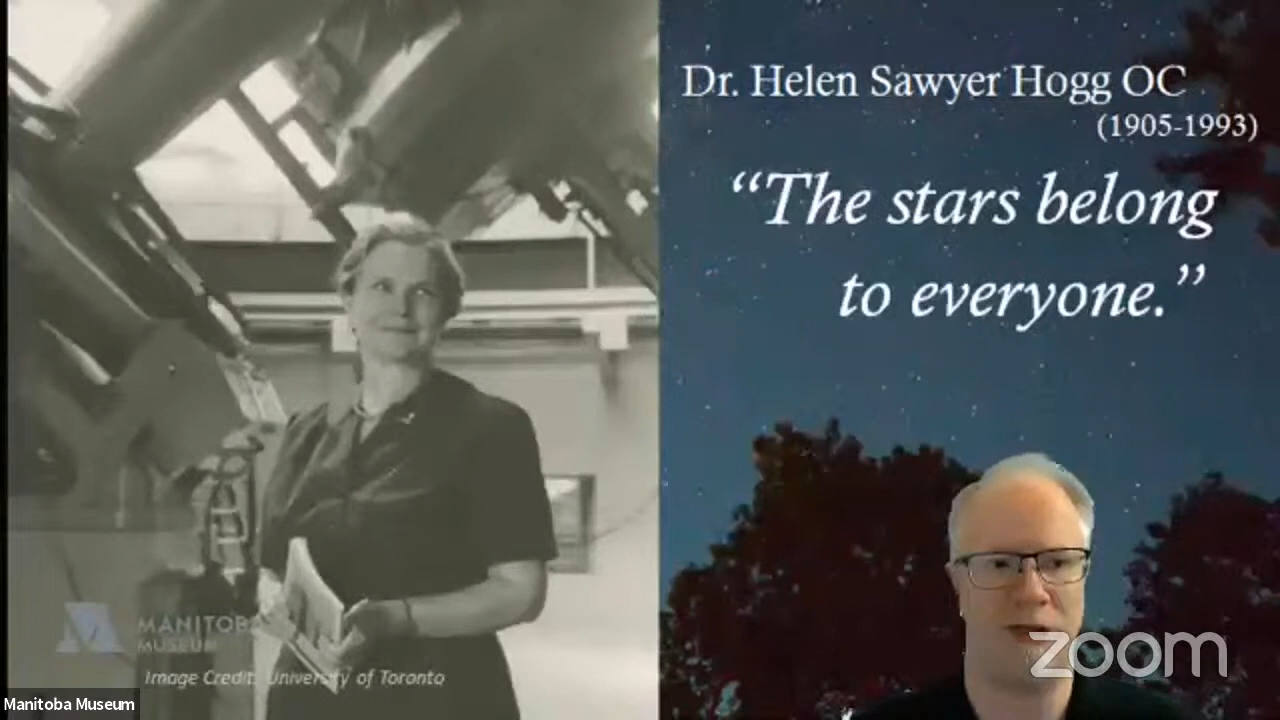 Dr. Helen Sawyer Hogg OC
(1905-1993)
“The stars belong
to everyone.”
MANITOBA
MUSEUM
Image Credit: University of Toronto
Manitoba Museum
zoom